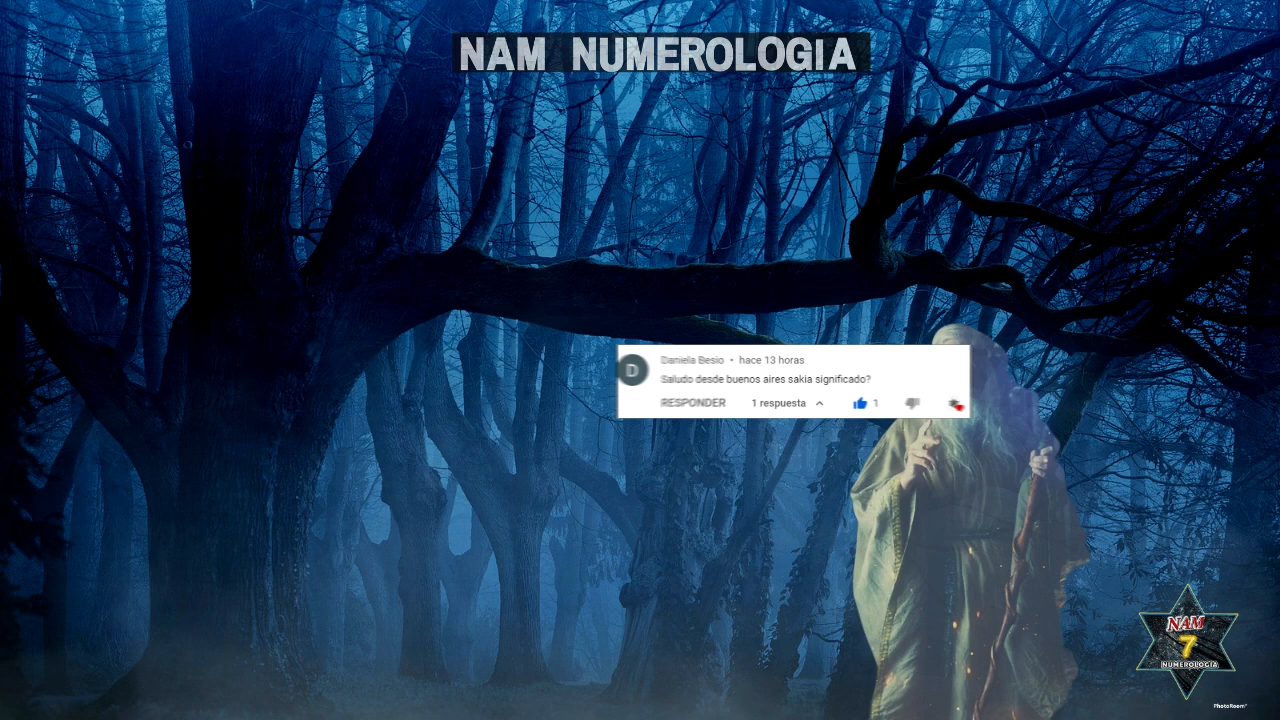 NAM NUMEROLOGIA
D
Daniela Besio • hace 13 horas
Saludo desde buenos aires sakia significado?
RESPONDER 1 respuesta 1
NAM
7
NUMEROLOGIA
PhotoRoom